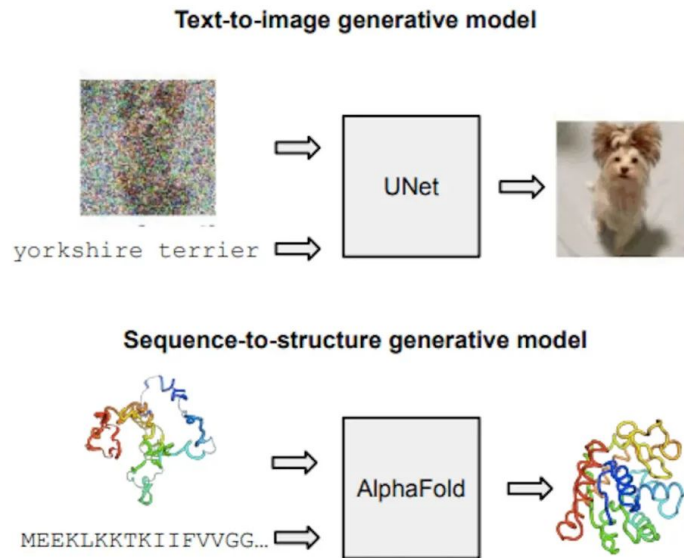 Text-to-image generative model
UNet
yorkshire terrier
Sequence-to-structure generative model
AlphaFold
MEEKLKKTKIIFVVGG…